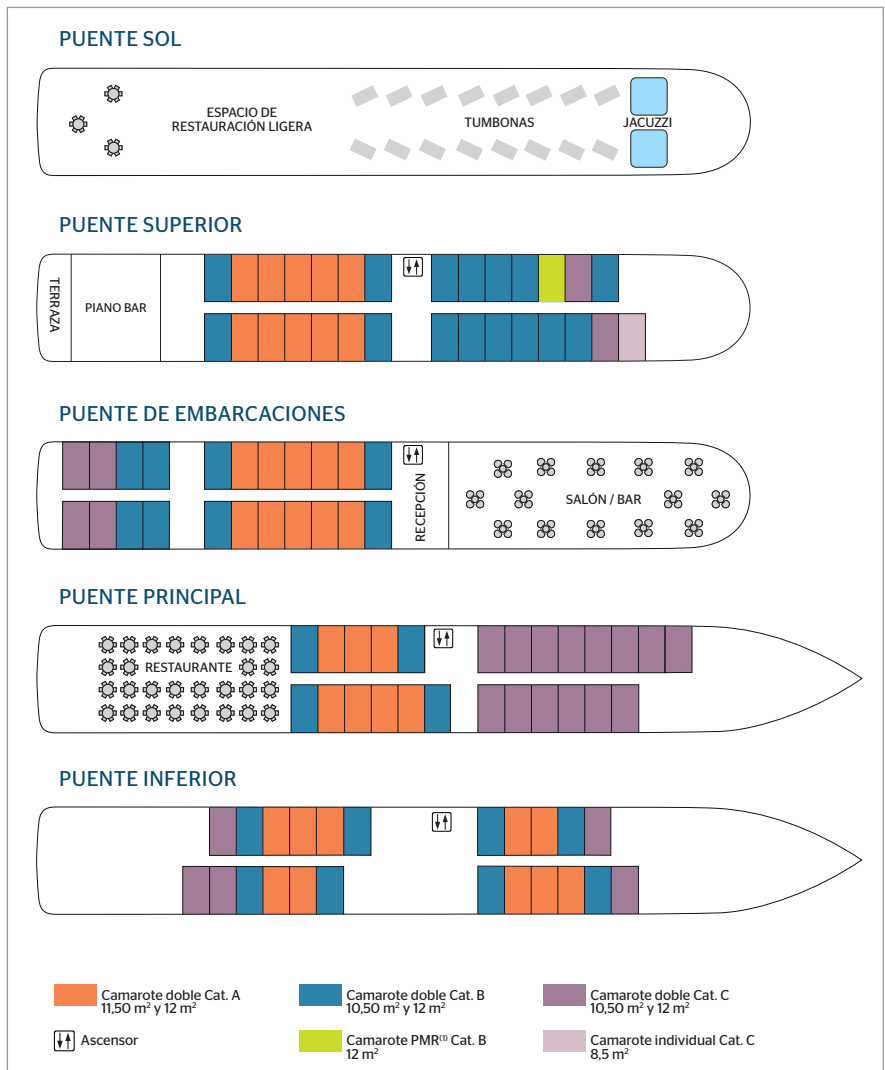 PUENTE SOL
ESPACIO DE
RESTAURACIÓN LIGERA
TUMBONAS
JACUZZI
PUENTE SUPERIOR
TERRAZA
PIANO BAR
PUENTE DE EMBARCACIONES
RECEPCIÓN
SALÓN / BAR
PUENTE PRINCIPAL
RESTAURANTE
PUENTE INFERIOR
Camarote doble Cat. A
11,50 m² y 12 m²
Camarote doble Cat. B
10,50 m² y 12 m²
Camarote doble Cat. C
10,50 m² y 12 m²
Ascensor
Camarote PMR⁽¹⁾ Cat. B
12 m²
Camarote individual Cat. C
8,5 m²